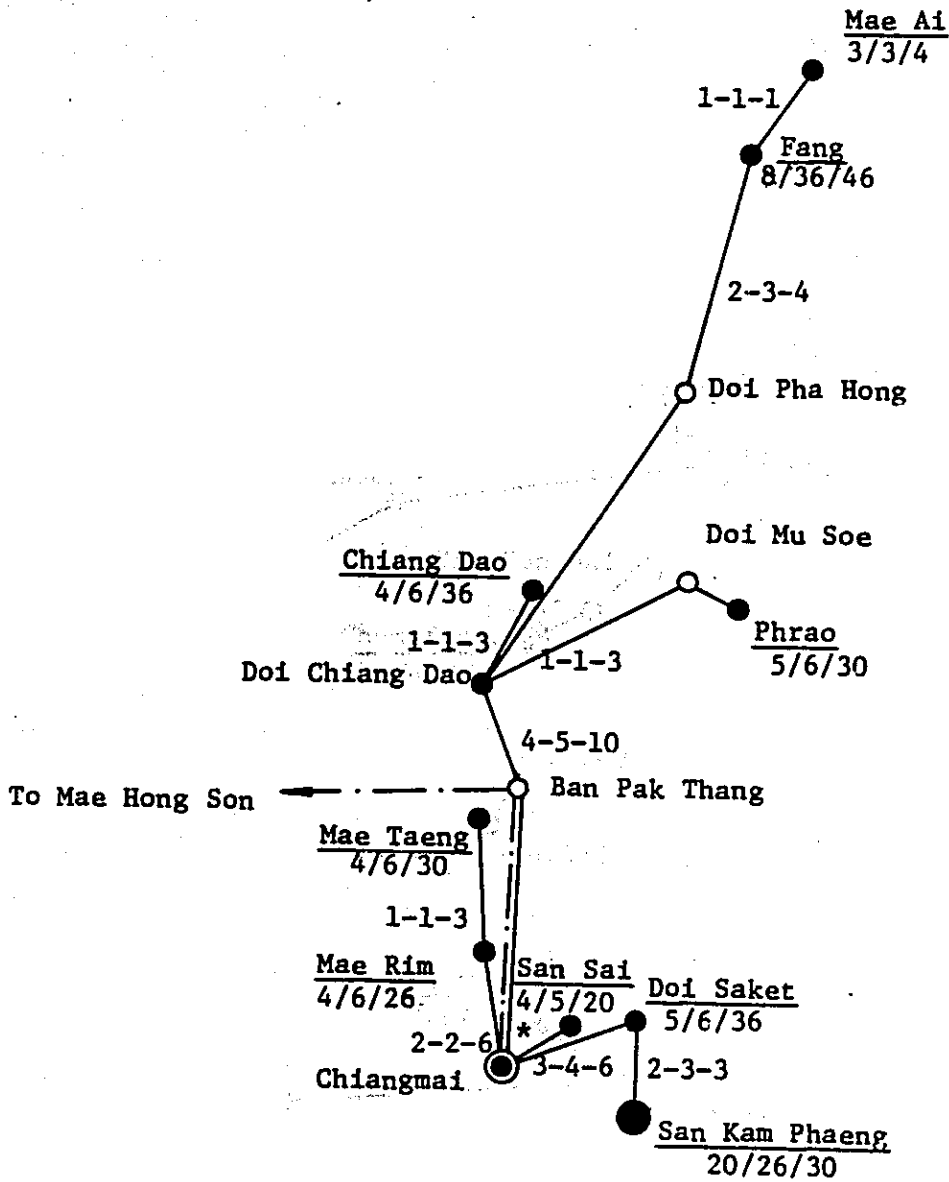 Mae Ai
3/3/4
1-1-1
Fang
8/36/46
2-3-4
Doi Pha Hong
Doi Mu Soe
Chiang Dao
4/6/36
1-1-3
1-1-3
Phrao
5/6/30
Doi Chiang Dao
4-5-10
To Mae Hong Son
Ban Pak Thang
Mae Taeng
4/6/30
1-1-3
Mae Rim
4/6/26
San Sai
4/5/20
Doi Saket
5/6/36
*
2-2-6
3-4-6
2-3-3
Chiangmai
San Kam Phaeng
20/26/30